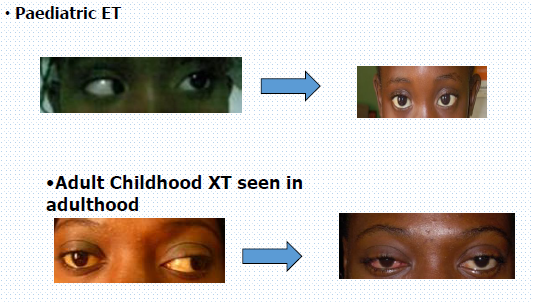 • Paediatric ET
•Adult Childhood XT seen in
adulthood